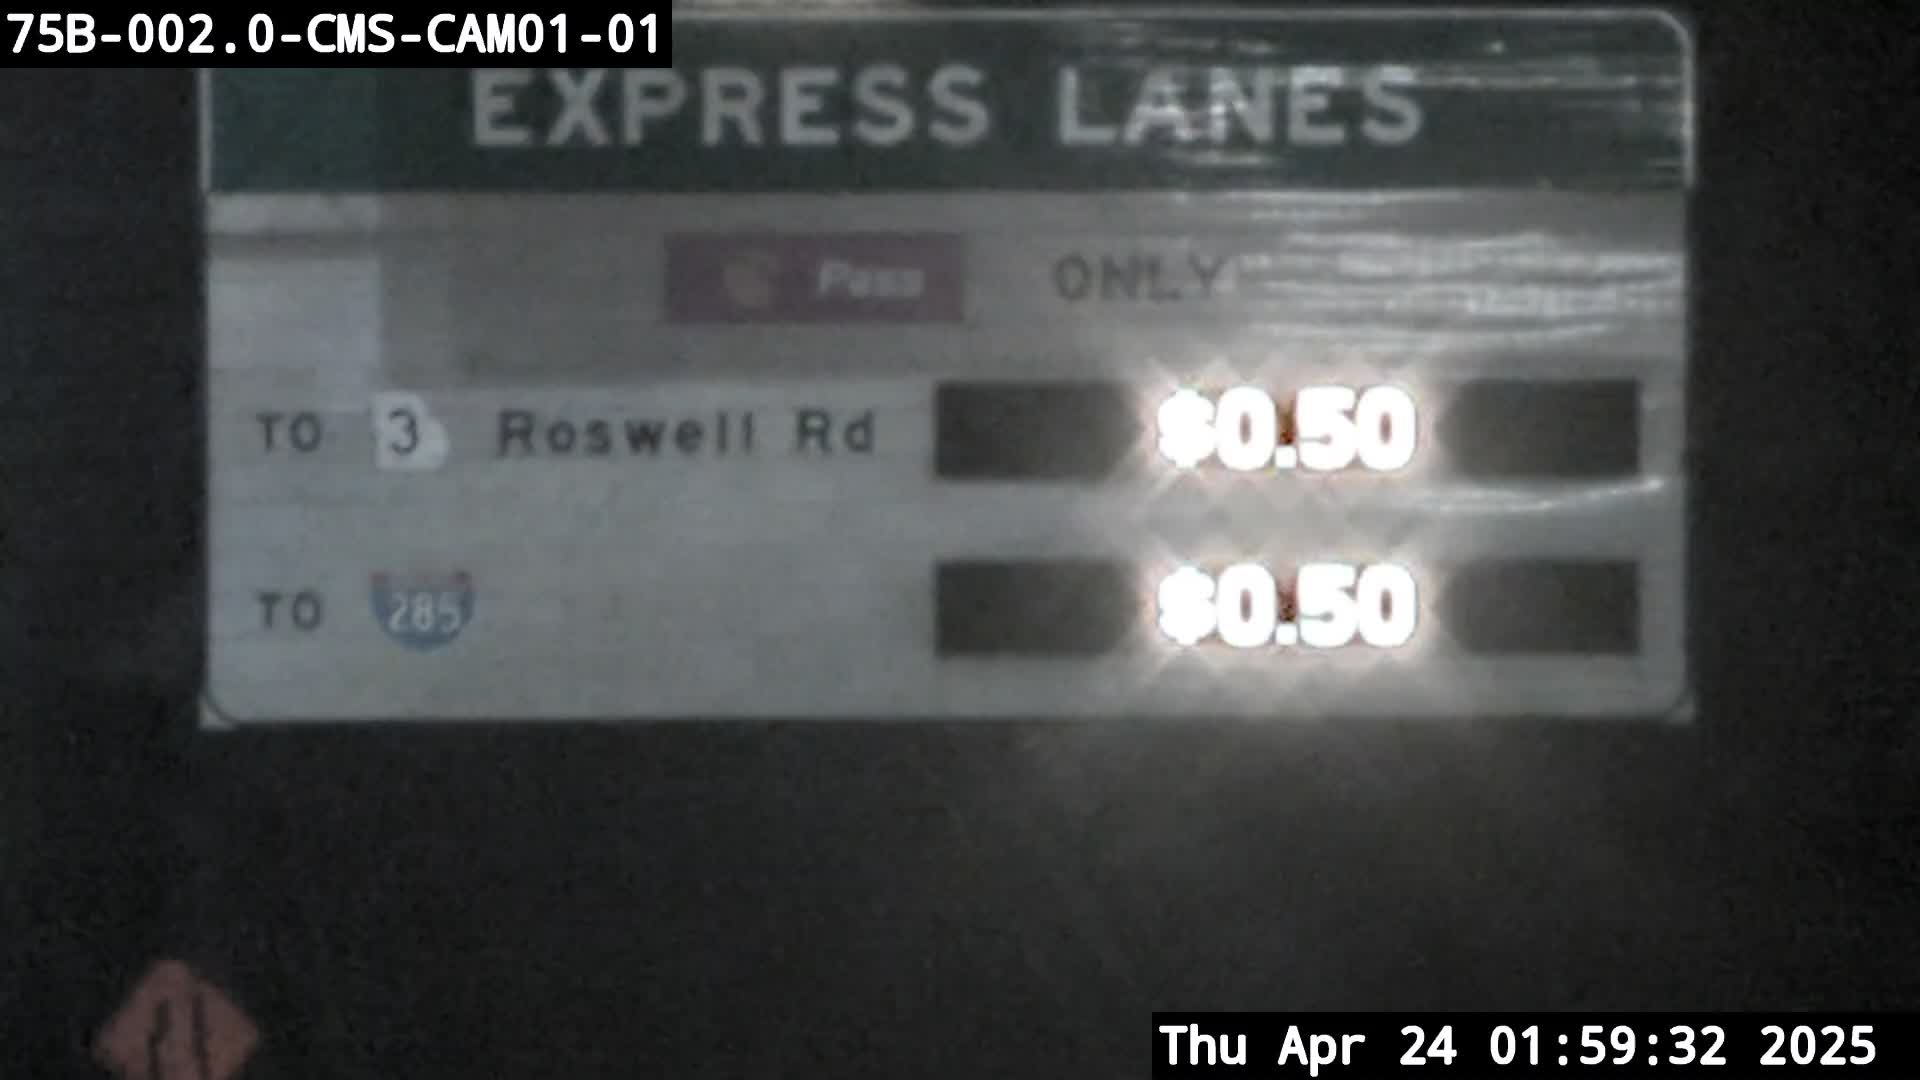 75B-002.0-CMS-CAM01-01
EXPRESS LANES
Pass ONLY
TO 3 Roswell Rd $0.50
TO 285 $0.50
Thu Apr 24 01:59:32 2025